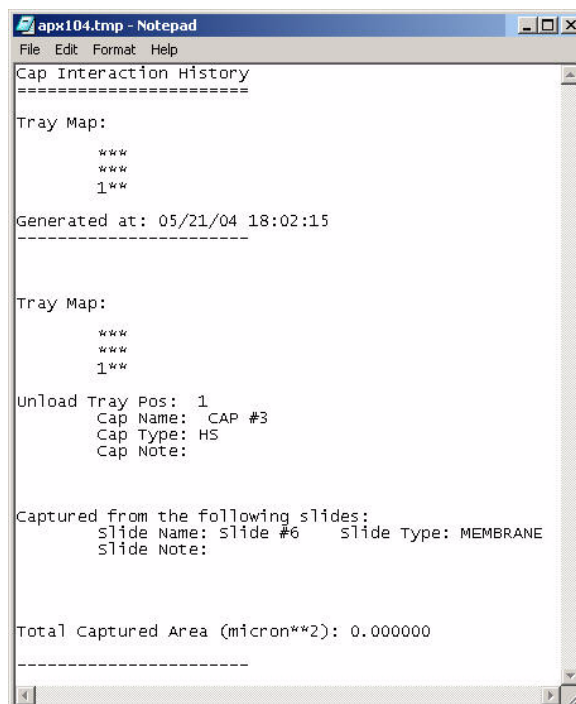 apx104.tmp - Notepad
File Edit Format Help
Cap Interaction History
=======================
Tray Map:
***
***
1**
Generated at: 05/21/04 18:02:15
-----------------------
Tray Map:
***
***
1**
Unload Tray Pos: 1
Cap Name: CAP #3
Cap Type: HS
Cap Note:
Captured from the following slides:
Slide Name: Slide #6 Slide Type: MEMBRANE
Slide Note:
Total Captured Area (micron**2): 0.000000
-----------------------